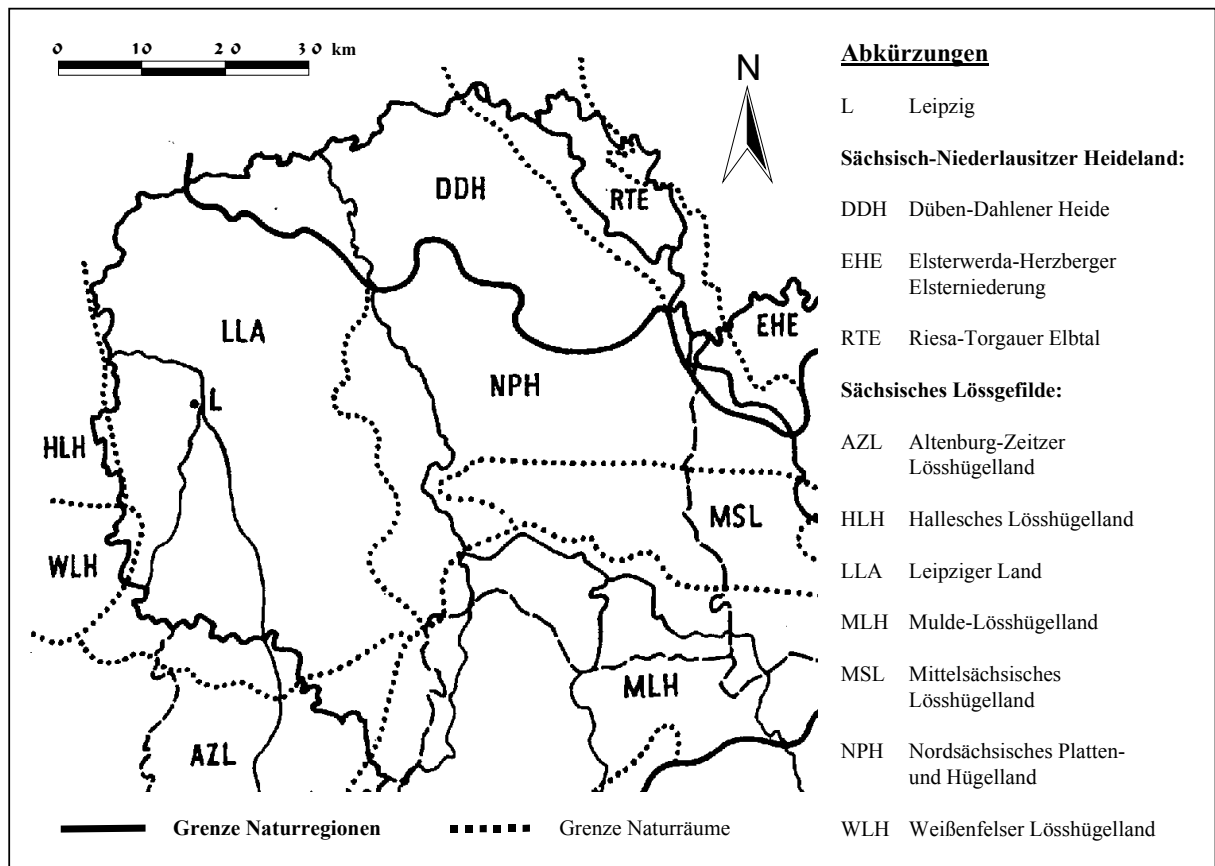 0 10 20 30 km
N
DDH
RTE
EHE
LLA
NPH
L
HLH
MSL
WLH
MLH
AZL
Grenze Naturregionen
Grenze Naturräume
Abkürzungen
L Leipzig
Sächsisch-Niederlausitzer Heideland:
DDH Düben-Dahlener Heide
EHE Elsterwerda-Herzberger
Elsterniederung
RTE Riesa-Torgauer Elbtal
Sächsisches Lössgefilde:
AZL Altenburg-Zeitzer
Lösshügelland
HLH Hallesches Lösshügelland
LLA Leipziger Land
MLH Mulde-Lösshügelland
MSL Mittelsächsisches
Lösshügelland
NPH Nordsächsisches Platten-
und Hügelland
WLH Weißenfelser Lösshügelland